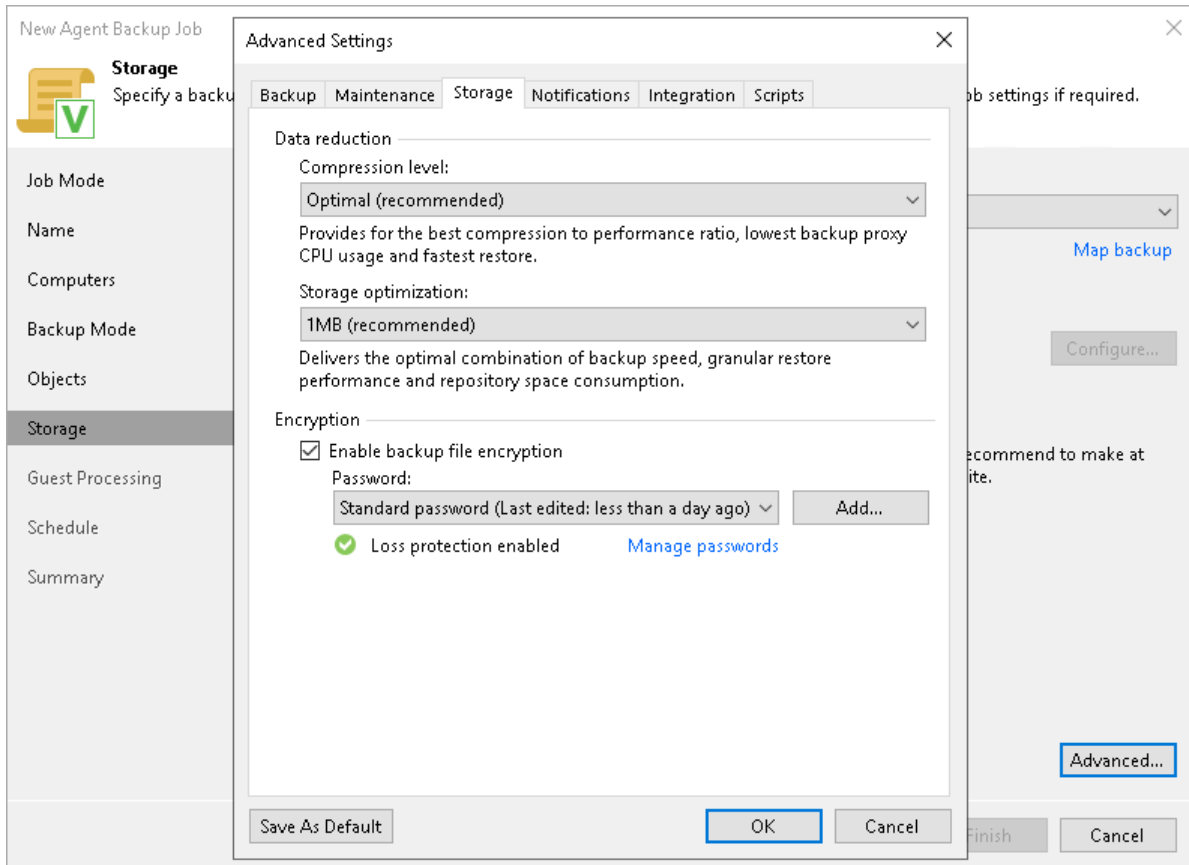 New Agent Backup Job
Storage
Specify a backu
ob settings if required.
Job Mode
Name
Computers
Backup Mode
Objects
Storage
Guest Processing
Schedule
Summary
Advanced Settings
Backup
Maintenance
Storage
Notifications
Integration
Scripts
Data reduction
Compression level:
Optimal (recommended)
Provides for the best compression to performance ratio, lowest backup proxy
CPU usage and fastest restore.
Storage optimization:
1MB (recommended)
Delivers the optimal combination of backup speed, granular restore
performance and repository space consumption.
Encryption
Enable backup file encryption
Password:
Standard password (Last edited: less than a day ago)
Add...
Loss protection enabled
Manage passwords
Save As Default
OK
Cancel
Map backup
Configure...
ecommend to make at
ite.
Advanced...
Finish
Cancel
V